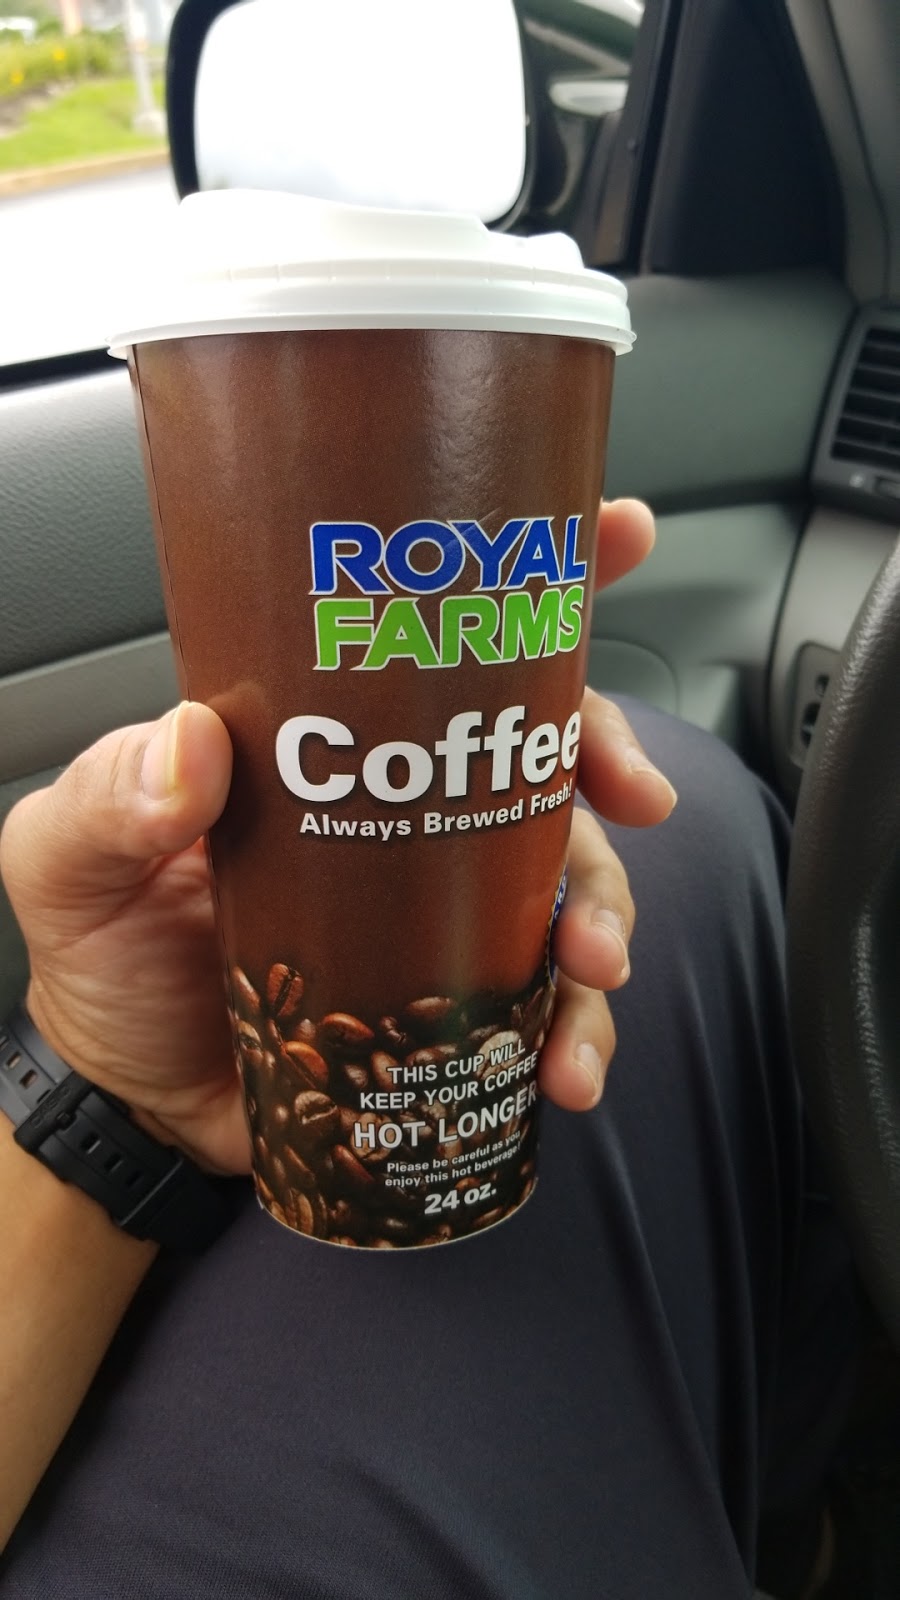 ROYAL
FARMS
Coffee
Always Brewed Fresh!
THIS CUP WILL
KEEP YOUR COFFEE
HOT LONGER
Please be careful as you
enjoy this hot beverage!
24 oz.